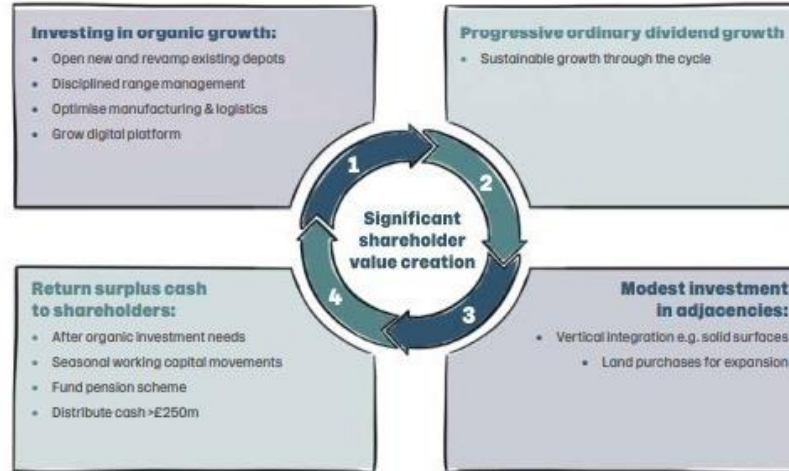 Investing in organic growth:
• Open new and revamp existing depots
• Disciplined range management
• Optimise manufacturing & logistics
• Grow digital platform
Progressive ordinary dividend growth
• Sustainable growth through the cycle
1
2
Significant
shareholder
value creation
4
3
Return surplus cash
to shareholders:
• After organic investment needs
• Seasonal working capital movements
• Fund pension scheme
• Distribute cash >£250m
Modest investment
in adjacencies:
• Vertical integration e.g. solid surfaces
• Land purchases for expansion